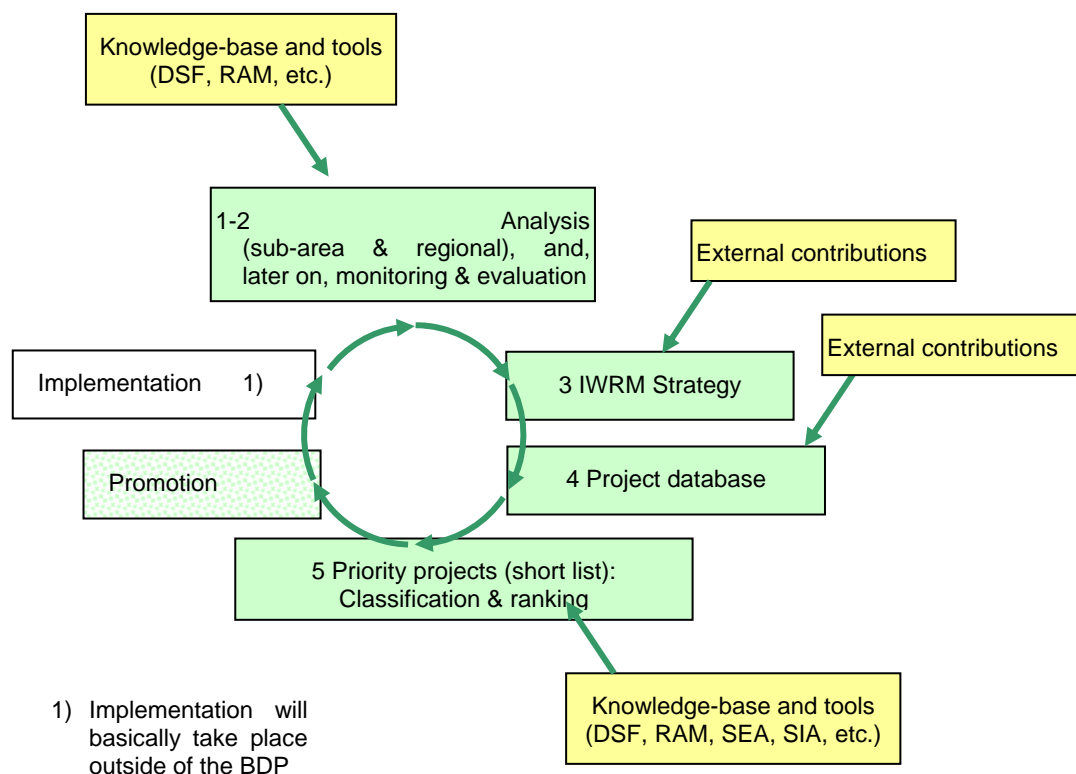 Knowledge-base and tools
(DSF, RAM, etc.)
1-2 Analysis
(sub-area & regional), and,
later on, monitoring & evaluation
External contributions
External contributions
Implementation 1)
3 IWRM Strategy
Promotion
4 Project database
5 Priority projects (short list):
Classification & ranking
Knowledge-base and tools
(DSF, RAM, SEA, SIA, etc.)
1) Implementation will
basically take place
outside of the BDP